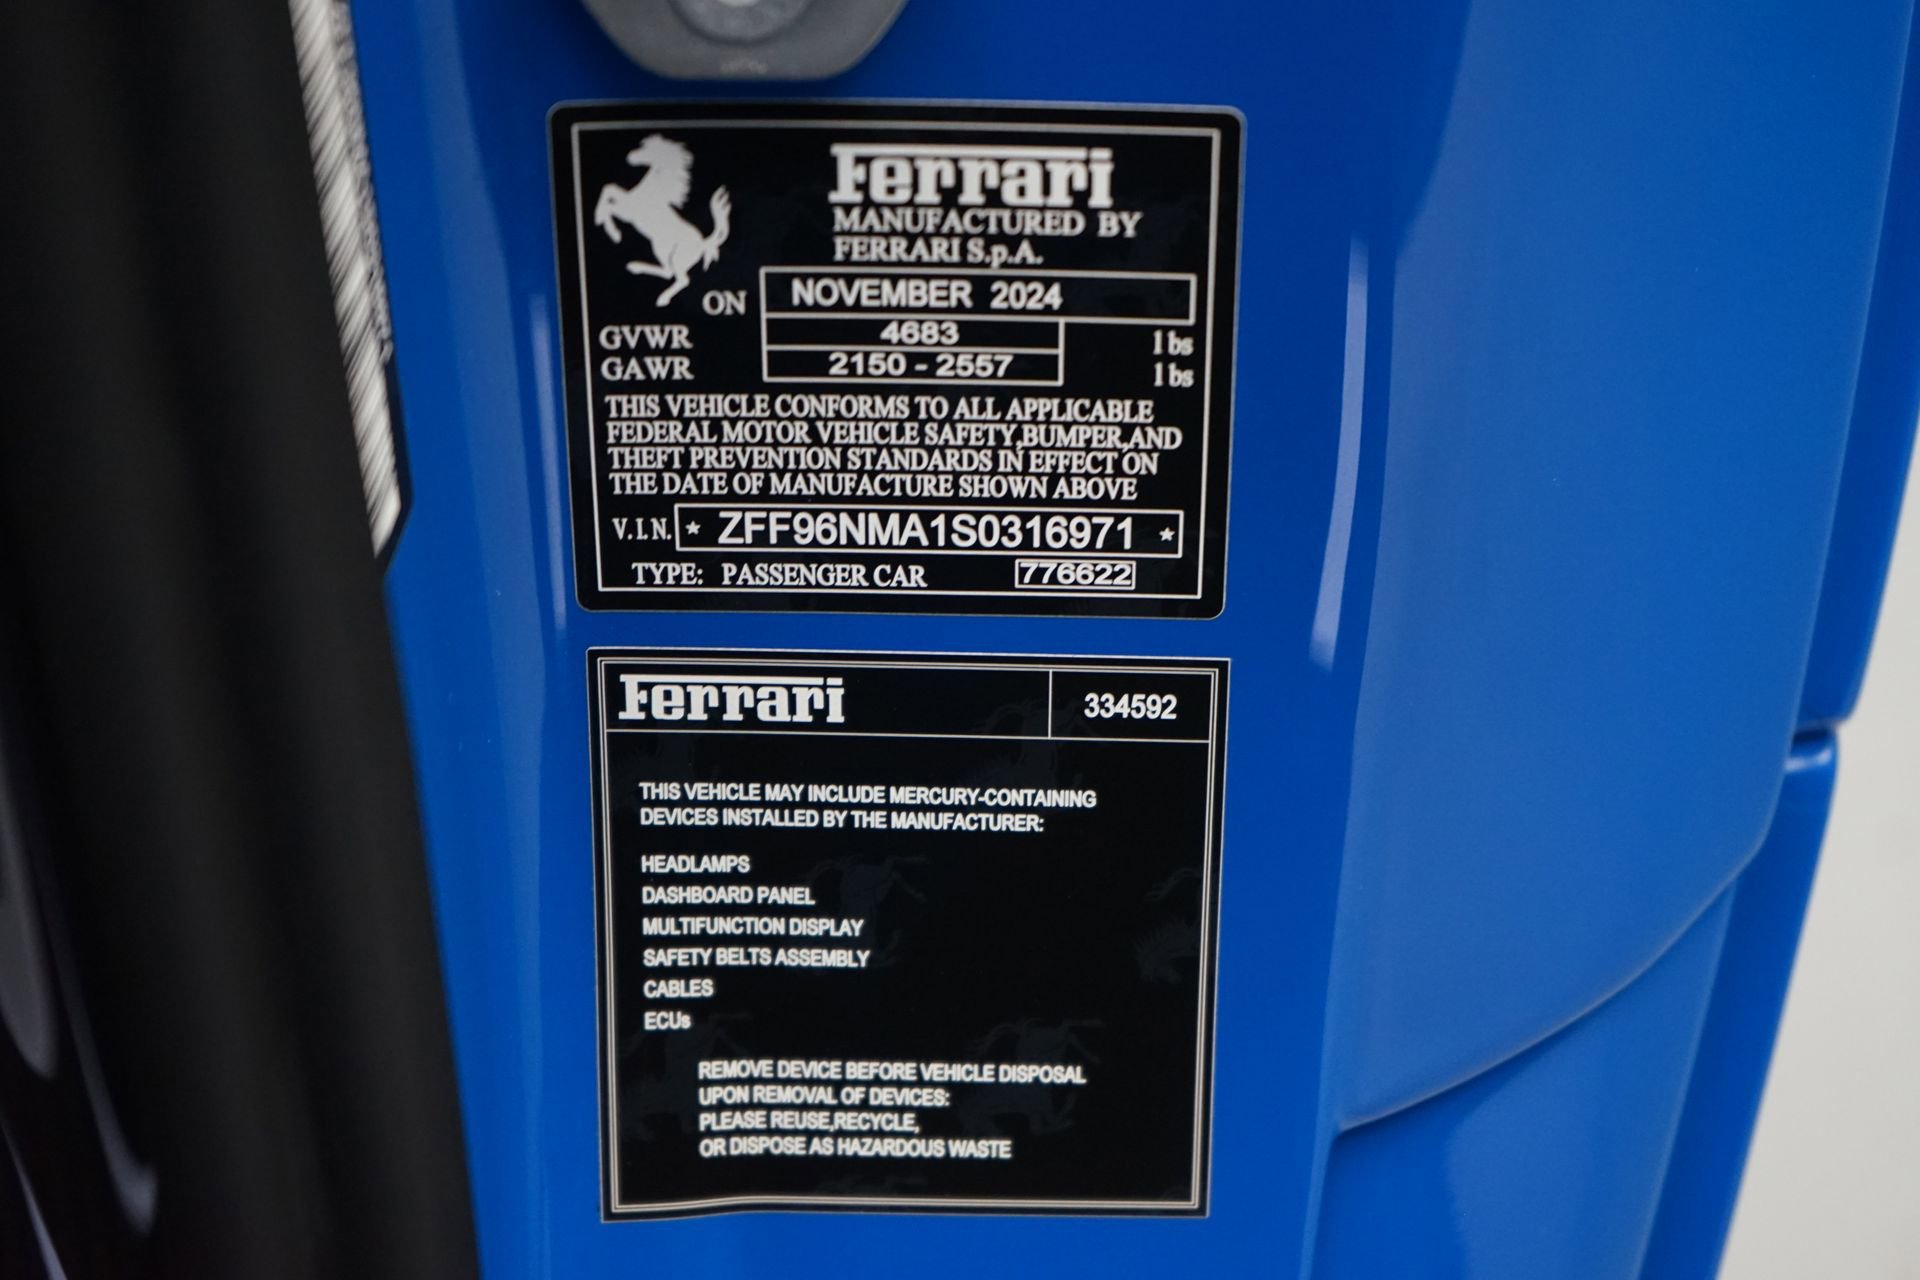 Ferrari
MANUFACTURED BY
FERRARI S.p.A.
ON NOVEMBER 2024
GVWR 4683 lbs
GAWR 2150 - 2557 lbs
THIS VEHICLE CONFORMS TO ALL APPLICABLE
FEDERAL MOTOR VEHICLE SAFETY,BUMPER,AND
THEFT PREVENTION STANDARDS IN EFFECT ON
THE DATE OF MANUFACTURE SHOWN ABOVE
V.I.N. * ZFF96NMA1S0316971 *
TYPE: PASSENGER CAR 776622
Ferrari 334592
THIS VEHICLE MAY INCLUDE MERCURY-CONTAINING
DEVICES INSTALLED BY THE MANUFACTURER:
HEADLAMPS
DASHBOARD PANEL
MULTIFUNCTION DISPLAY
SAFETY BELTS ASSEMBLY
CABLES
ECUs
REMOVE DEVICE BEFORE VEHICLE DISPOSAL
UPON REMOVAL OF DEVICES:
PLEASE REUSE,RECYCLE,
OR DISPOSE AS HAZARDOUS WASTE